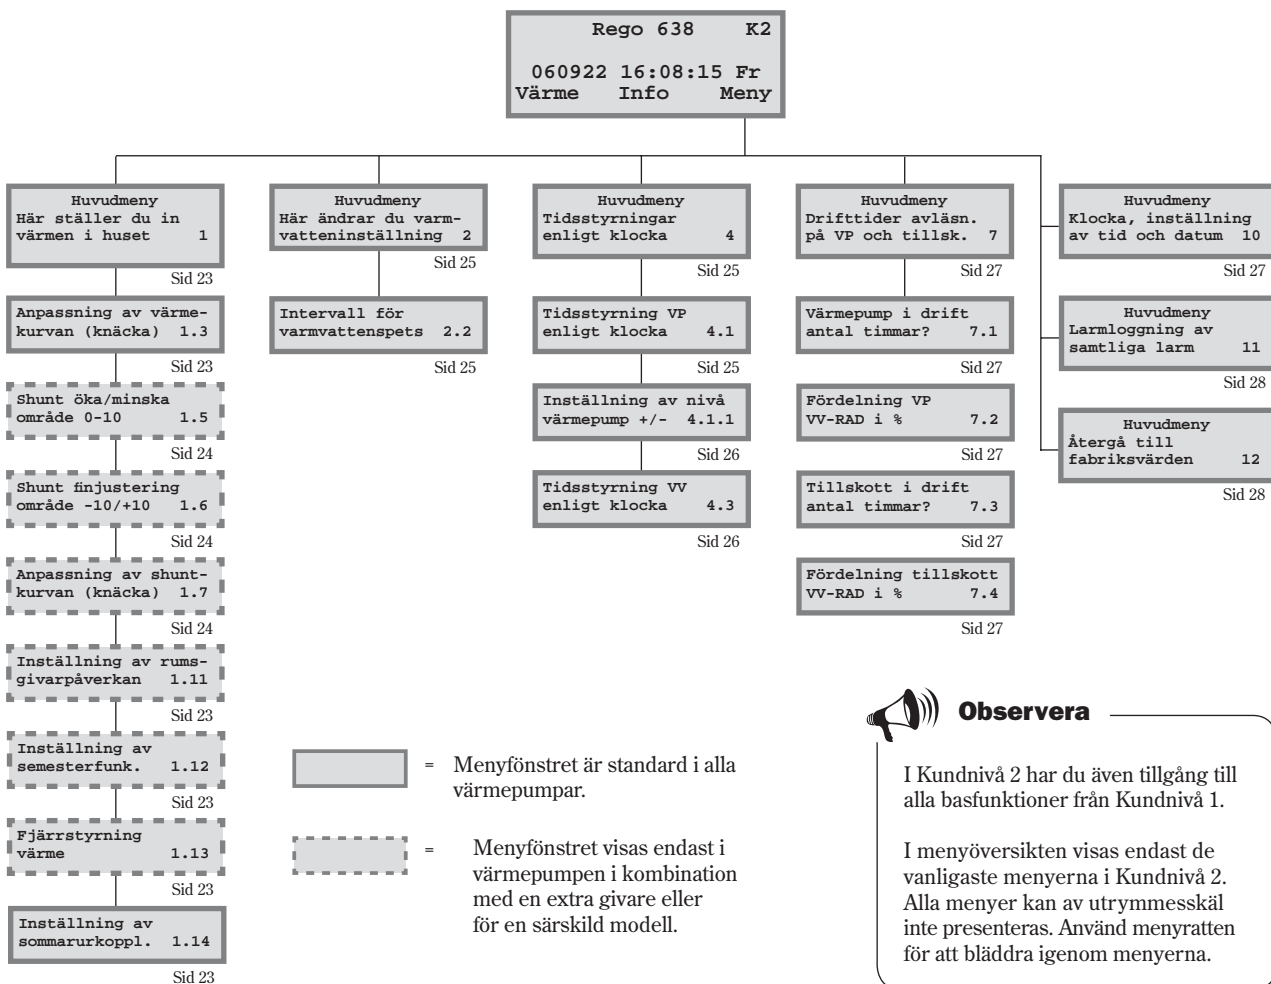 Rego 638 K2
060922 16:08:15 Fr
Värme Info Meny
Huvudmeny
Här ställer du in
värmen i huset 1
Sid 23
Anpassning av värme-
kurvan (knäcka) 1.3
Sid 23
Shunt öka/minska
område 0-10 1.5
Sid 24
Shunt finjustering
område -10/+10 1.6
Sid 24
Anpassning av shunt-
kurvan (knäcka) 1.7
Sid 24
Inställning av rums-
givarpåverkan 1.11
Sid 23
Inställning av
semesterfunk. 1.12
Sid 23
Fjärrstyrning
värme 1.13
Sid 23
Inställning av
sommarurkoppl. 1.14
Sid 23
Huvudmeny
Här ändrar du varm-
vatteninställning 2
Sid 25
Intervall för
varmvattenspets 2.2
Sid 25
Huvudmeny
Tidsstyrningar
enligt klocka 4
Sid 25
Tidsstyrning VP
enligt klocka 4.1
Sid 25
Inställning av nivå
värmepump +/- 4.1.1
Sid 26
Tidsstyrning VV
enligt klocka 4.3
Sid 26
Huvudmeny
Drifttider avläsn.
på VP och tillsk. 7
Sid 27
Värmepump i drift
antal timmar? 7.1
Sid 27
Fördelning VP
VV-RAD i % 7.2
Sid 27
Tillskott i drift
antal timmar? 7.3
Sid 27
Fördelning tillskott
VV-RAD i % 7.4
Sid 27
Huvudmeny
Klocka, inställning
av tid och datum 10
Sid 27
Huvudmeny
Larmloggning av
samtliga larm 11
Sid 28
Huvudmeny
Återgå till
fabriksvärden 12
Sid 28
= Menyfönstret är standard i alla
värmepumpar.
= Menyfönstret visas endast i
värmepumpen i kombination
med en extra givare eller
för en särskild modell.
Observera
I Kundnivå 2 har du även tillgång till
alla basfunktioner från Kundnivå 1.
I menyöversikten visas endast de
vanligaste menyerna i Kundnivå 2.
Alla menyer kan av utrymmesskäl
inte presenteras. Använd menyratten
för att bläddra igenom menyerna.